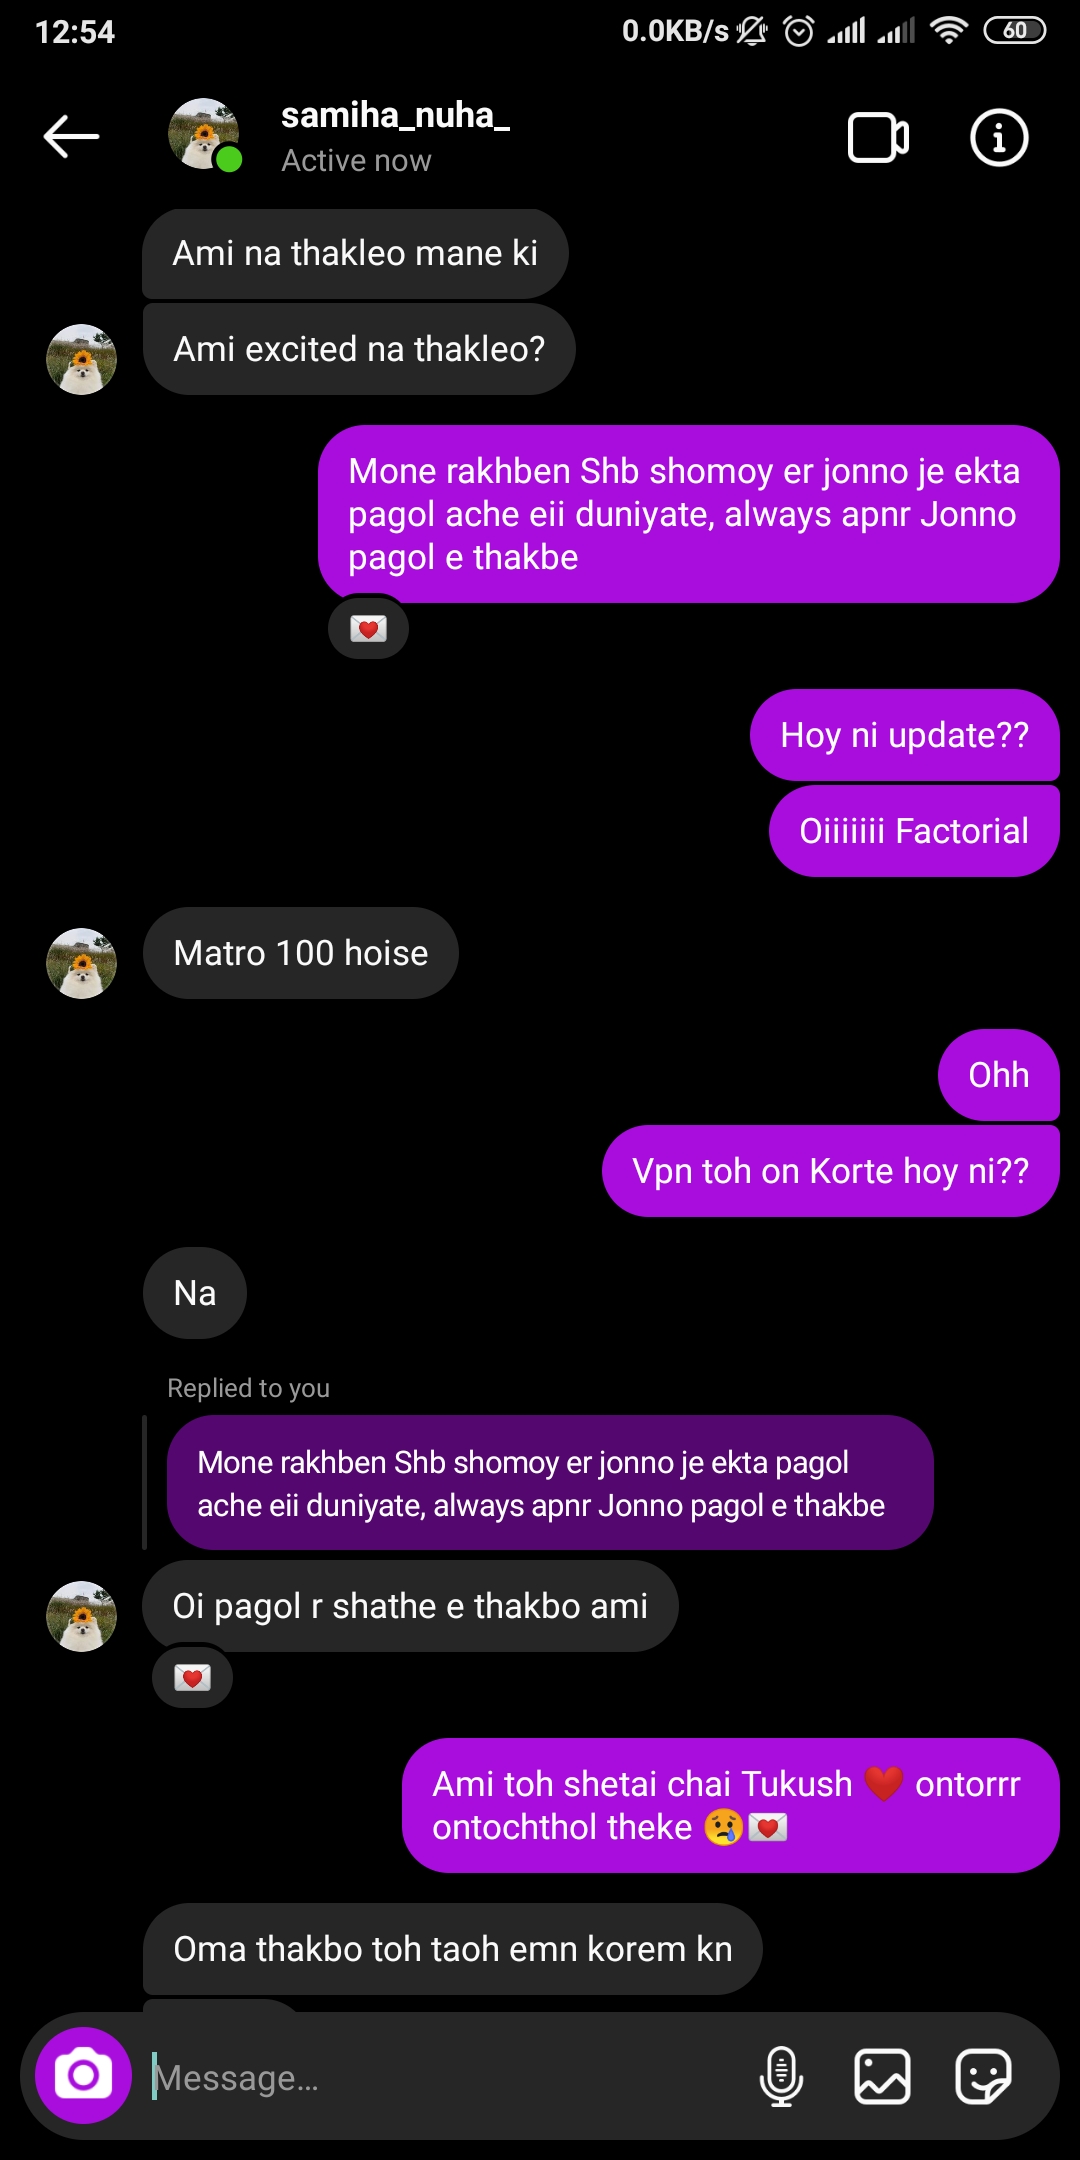 12:54
0.0KB/s
60
samiha_nuha_
Active now
Ami na thakleo mane ki
Ami excited na thakleo?
Mone rakhben Shb shomoy er jonno je ekta
pagol ache eii duniyate, always apnr Jonno
pagol e thakbe
Hoy ni update??
Oiiiiiii Factorial
Matro 100 hoise
Ohh
Vpn toh on Korte hoy ni??
Na
Replied to you
Mone rakhben Shb shomoy er jonno je ekta pagol
ache eii duniyate, always apnr Jonno pagol e thakbe
Oi pagol r shathe e thakbo ami
Ami toh shetai chai Tukush ❤️ ontorrr
ontochthol theke 😢💌
Oma thakbo toh taoh emn korem kn
Message...